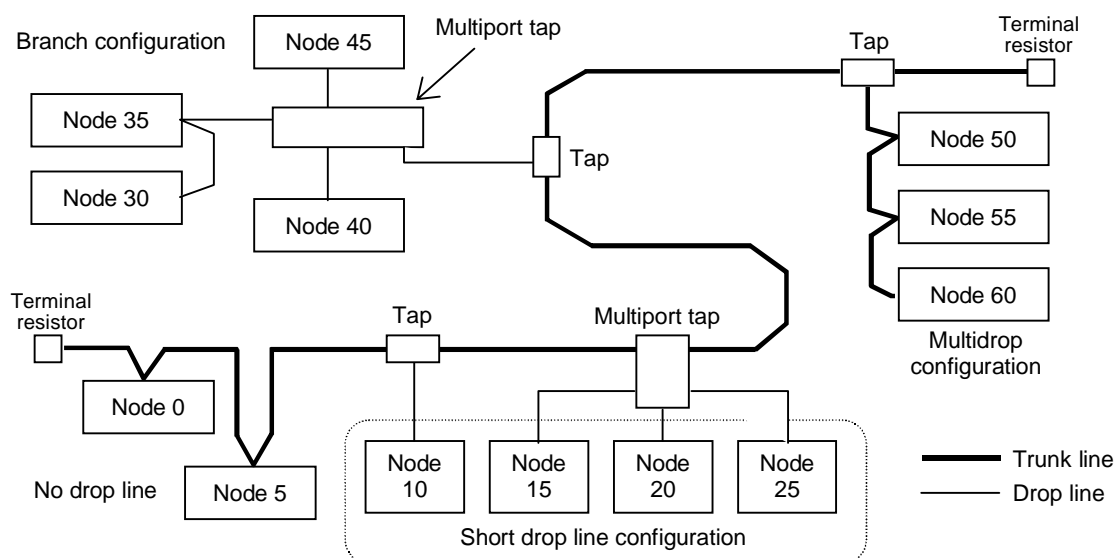 Branch configuration
Node 45
Multiport tap
Tap
Terminal
resistor
Node 35
Node 50
Tap
Node 30
Node 40
Node 55
Node 60
Terminal
resistor
Tap
Multiport tap
Multidrop
configuration
Node 0
Node
10
Node
15
Node
20
Node
25
Trunk line
No drop line
Node 5
Drop line
Short drop line configuration